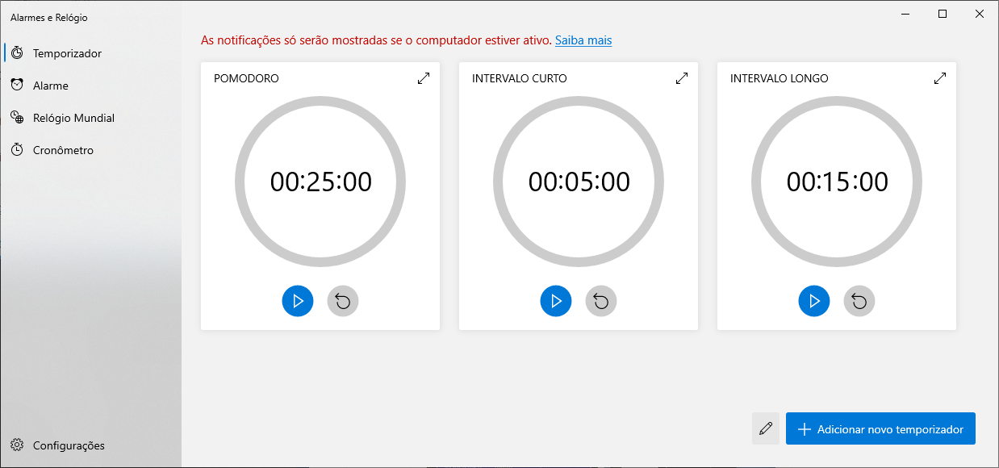 Alarmes e Relógio
Temporizador
Alarme
Relógio Mundial
Cronômetro
Configurações
As notificações só serão mostradas se o computador estiver ativo. Saiba mais
POMODORO
00:25:00
INTERVALO CURTO
00:05:00
INTERVALO LONGO
00:15:00
Adicionar novo temporizador